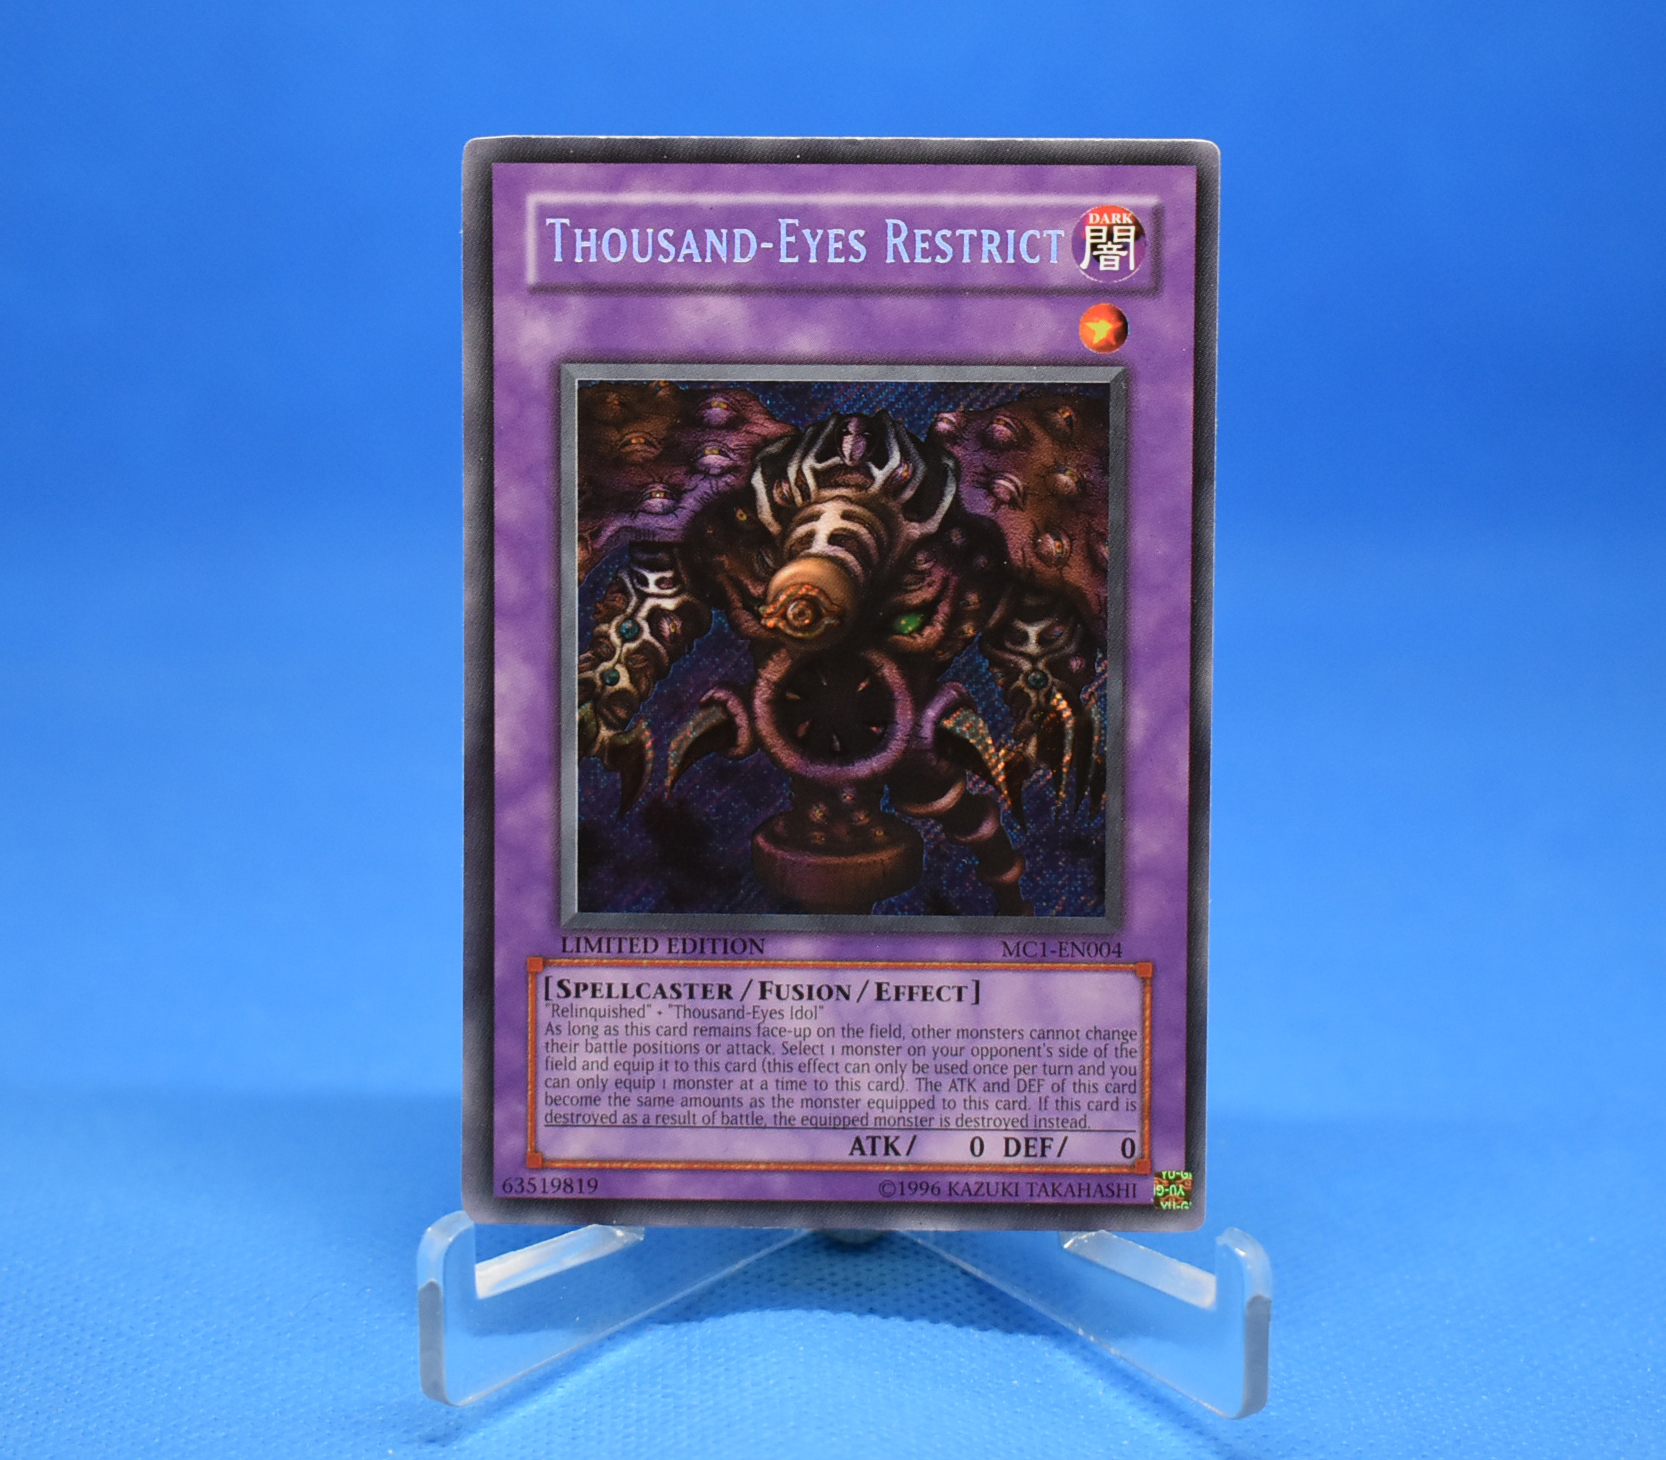 THOUSAND-EYES RESTRICT
DARK
闇
LIMITED EDITION MC1-EN004
[SPELLCASTER/FUSION/EFFECT]
"Relinquished" + "Thousand-Eyes Idol"
As long as this card remains face-up on the field, other monsters cannot change
their battle positions or attack. Select 1 monster on your opponent's side of the
field and equip it to this card (this effect can only be used once per turn and you
can only equip 1 monster at a time to this card). The ATK and DEF of this card
become the same amounts as the monster equipped to this card. If this card is
destroyed as a result of battle, the equipped monster is destroyed instead.
ATK/ 0 DEF/ 0
63519819 ©1996 KAZUKI TAKAHASHI